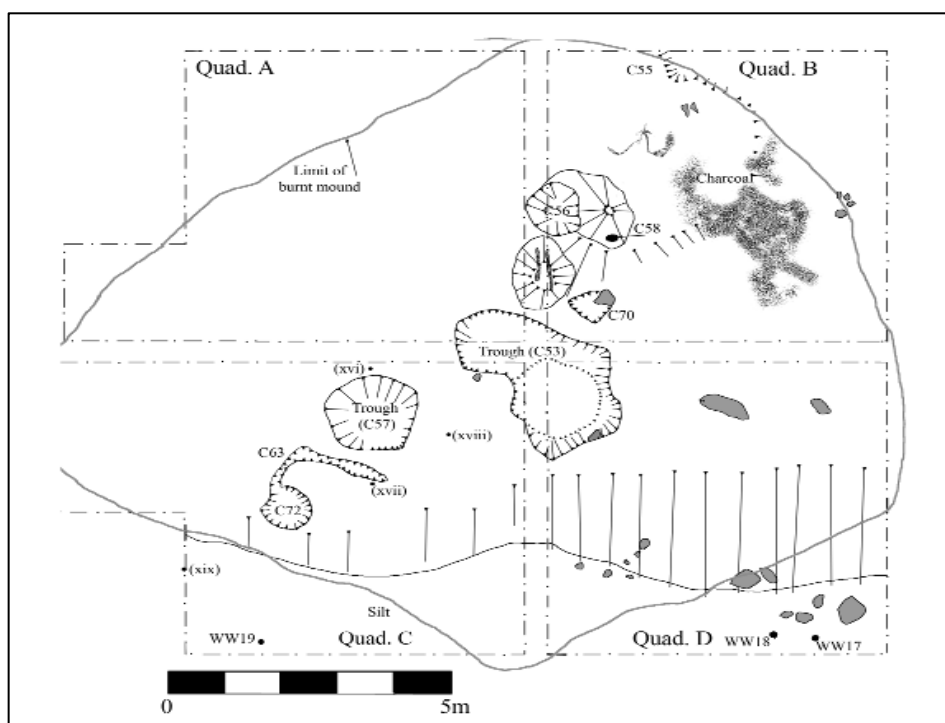 Quad. A
C55
Quad. B
Limit of
burnt mound
Charcoal
C56
C58
C70
Trough (C53)
(xvi)
Trough
(C57)
(xviii)
C63
(xvii)
C72
(xix)
Silt
WW19
Quad. C
Quad. D
WW18
WW17
0
5m